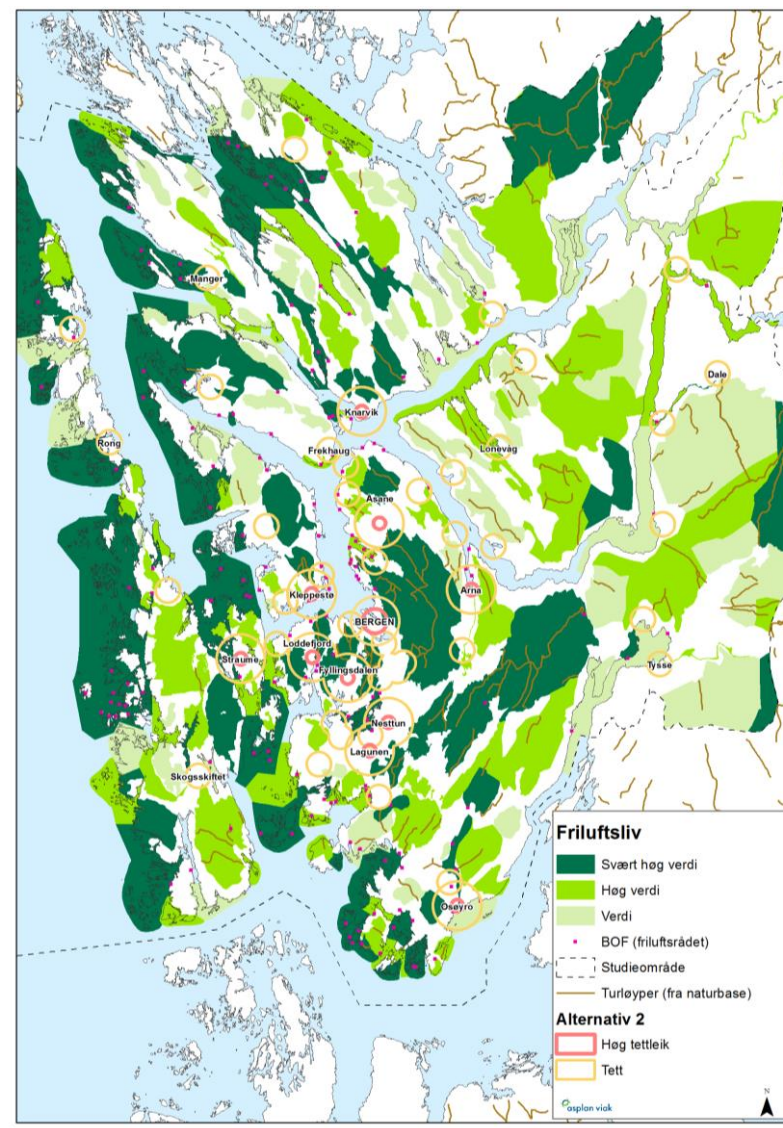 Manger
Dale
Knarvik
Rong
Frekhaug
Lonevåg
Åsane
Arna
Kleppestø
BERGEN
Loddefjord
Straume
Fyllingsdalen
Tysse
Nesttun
Lagunen
Skogsskiftet
Osøyro
Friluftsliv
Svært høg verdi
Høg verdi
Verdi
BOF (friluftsrådet)
Studieområde
Turløyper (fra naturbase)
Alternativ 2
Høg tettleik
Tett
asplan viak
N